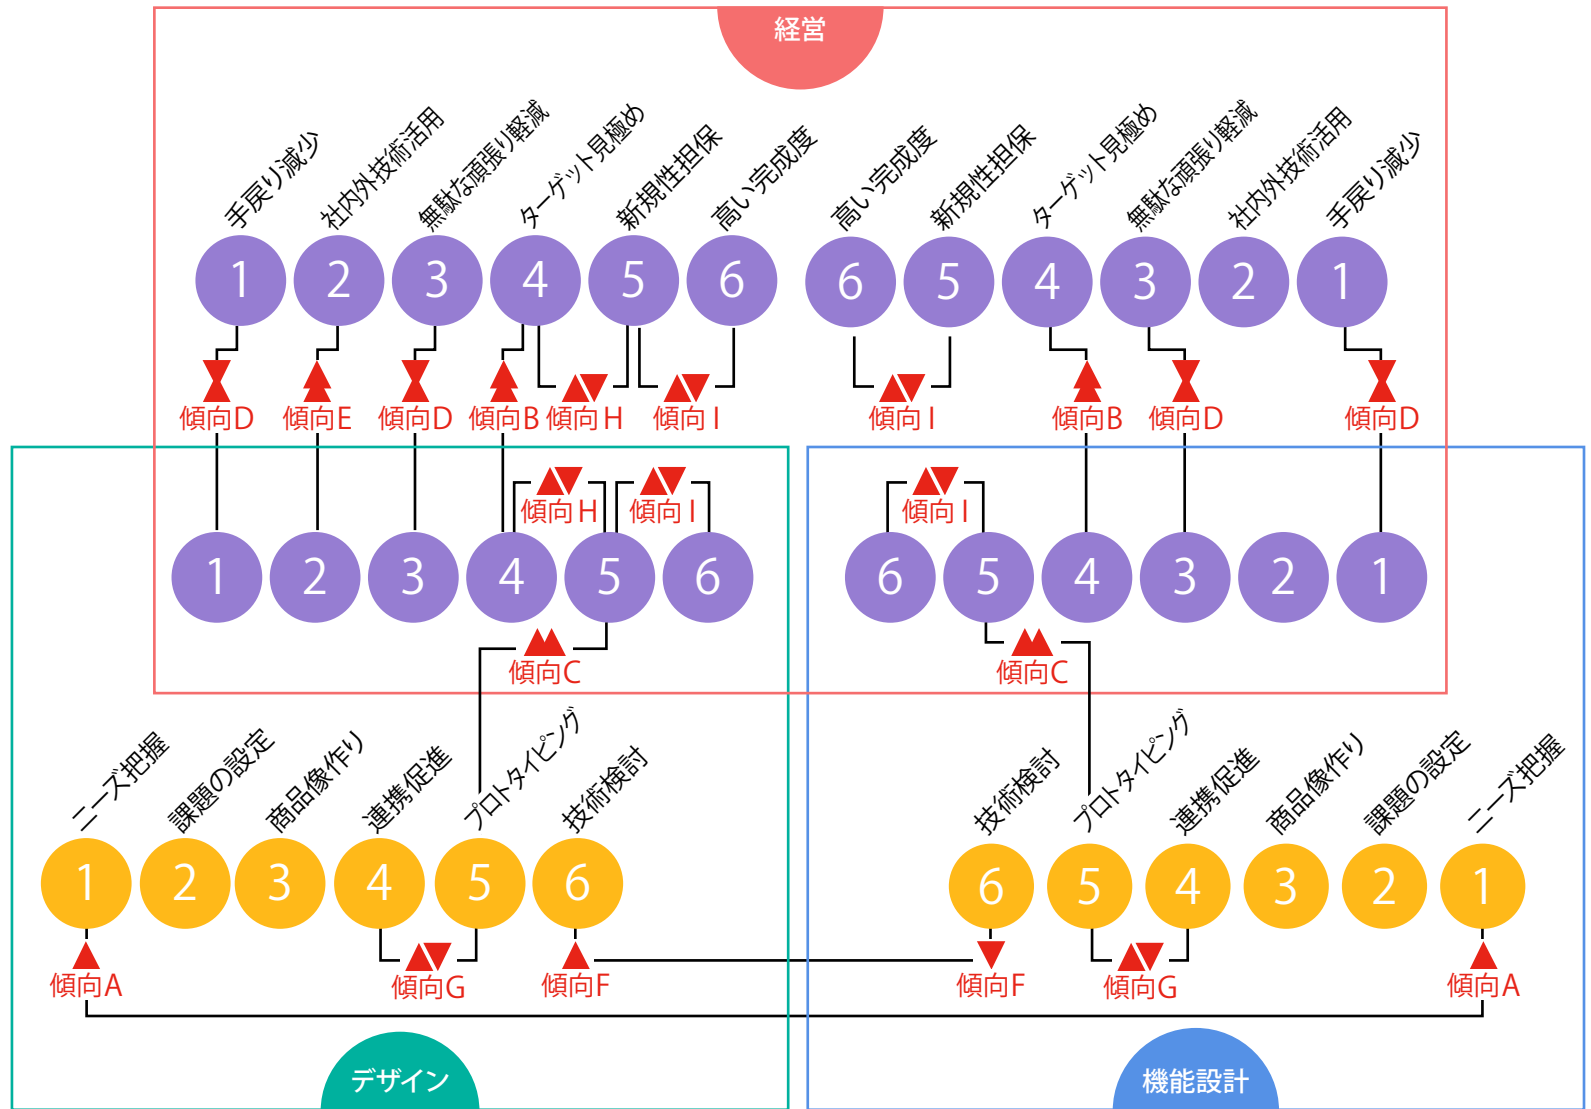 経営
手戻り減少
社内外技術活用
無駄な頑張り軽減
ターゲット見極め
新規性担保
高い完成度
高い完成度
新規性担保
ターゲット見極め
無駄な頑張り軽減
社内外技術活用
手戻り減少
1 2 3 4 5 6 6 5 4 3 2 1
傾向D 傾向E 傾向D 傾向B 傾向H 傾向I 傾向I 傾向B 傾向D 傾向D
傾向H 傾向I 傾向I
1 2 3 4 5 6 6 5 4 3 2 1
傾向C 傾向C
ニーズ把握
課題の設定
商品像作り
連携促進
プロトタイピング
技術検討
技術検討
プロトタイピング
連携促進
商品像作り
課題の設定
ニーズ把握
1 2 3 4 5 6 6 5 4 3 2 1
傾向A 傾向G 傾向F 傾向F 傾向G 傾向A
デザイン 機能設計